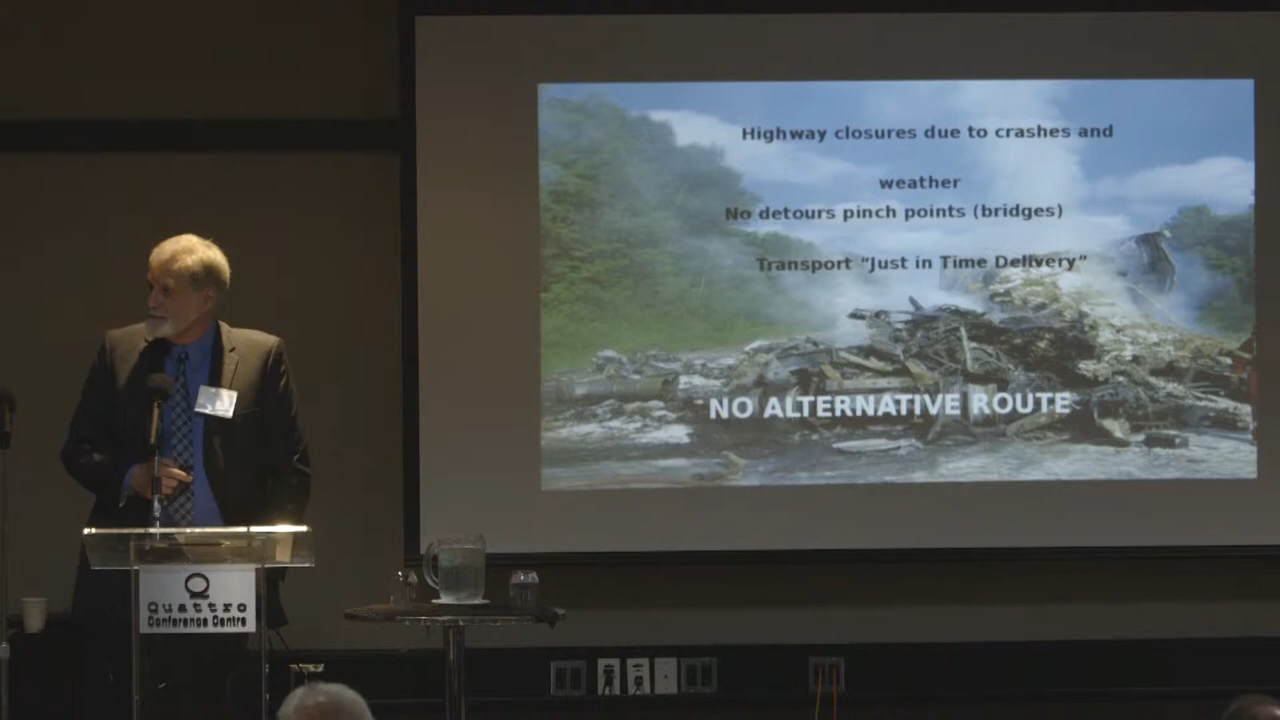 Highway closures due to crashes and
weather
No detours pinch points (bridges)
Transport “Just in Time Delivery”
NO ALTERNATIVE ROUTE
Quattro
Conference Centre